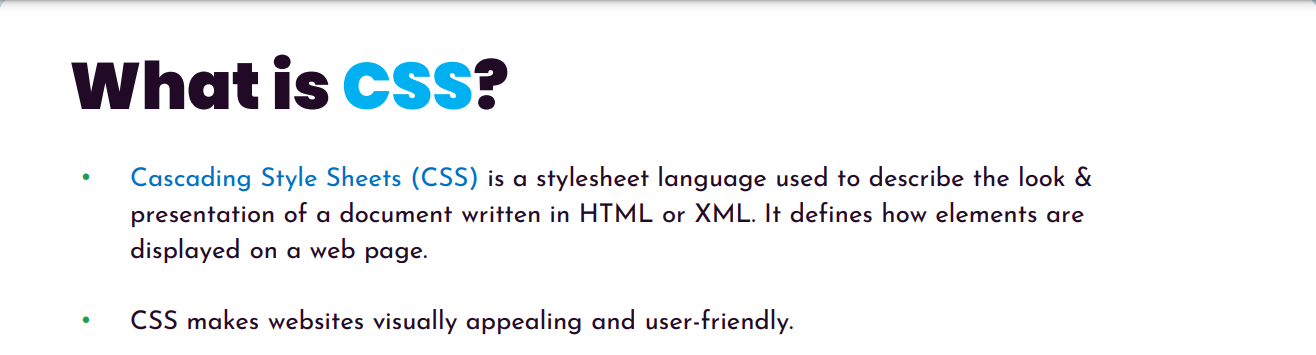 What is CSS?
• Cascading Style Sheets (CSS) is a stylesheet language used to describe the look &
presentation of a document written in HTML or XML. It defines how elements are
displayed on a web page.
• CSS makes websites visually appealing and user-friendly.